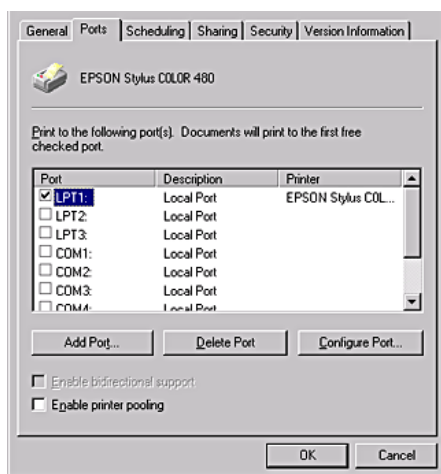 General Ports Scheduling Sharing Security Version Information
EPSON Stylus COLOR 480
Print to the following port(s). Documents will print to the first free
checked port.
Port Description Printer
LPT1: Local Port EPSON Stylus COL...
LPT2: Local Port
LPT3: Local Port
COM1: Local Port
COM2: Local Port
COM3: Local Port
COM4: Local Port
Add Port... Delete Port Configure Port...
Enable bidirectional support
Enable printer pooling
OK Cancel